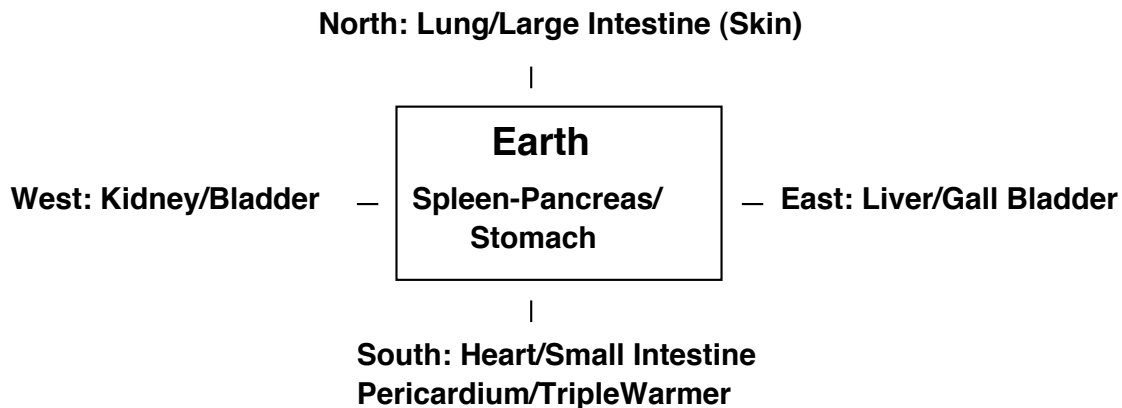 North: Lung/Large Intestine (Skin)
Earth
West: Kidney/Bladder
Spleen-Pancreas/
Stomach
East: Liver/Gall Bladder
South: Heart/Small Intestine
Pericardium/TripleWarmer